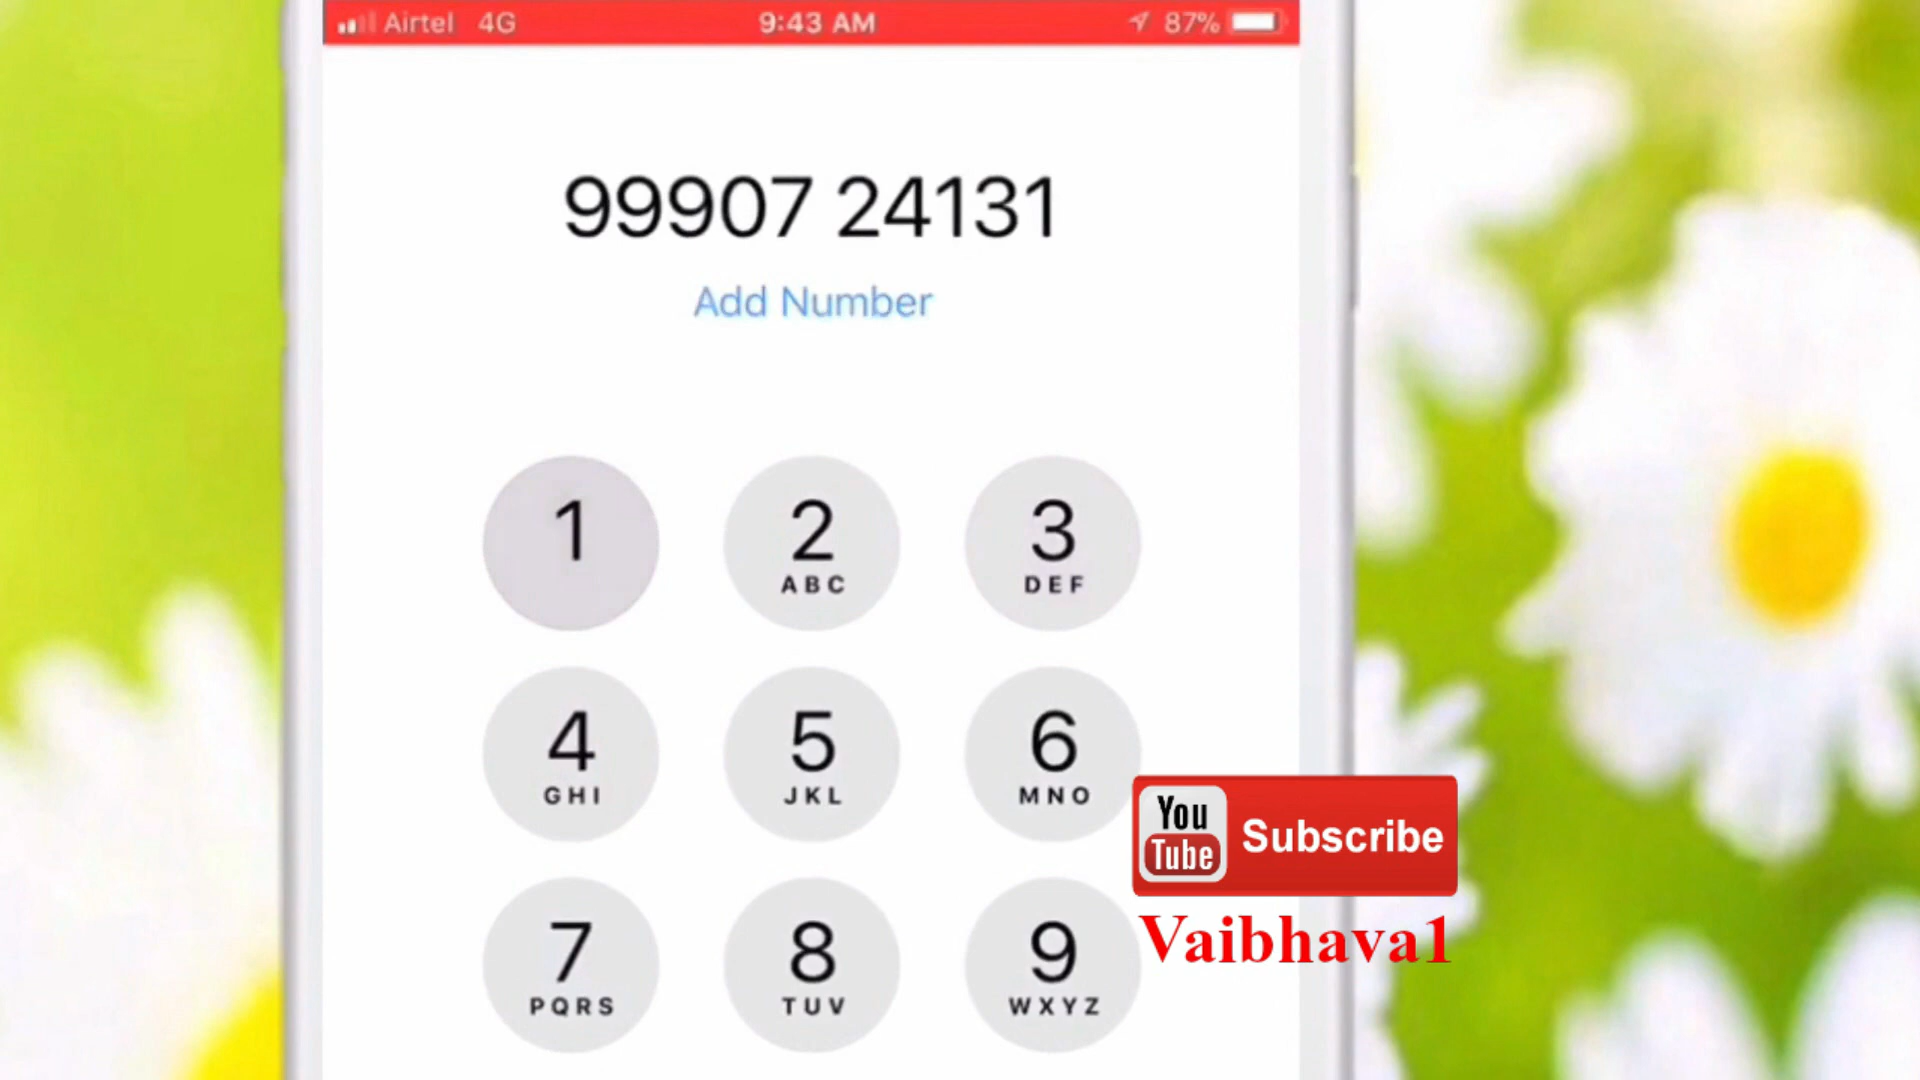 Airtel 4G 9:43 AM 87%
99907 24131
Add Number
1 2 3
ABC DEF
4 5 6
GHI JKL MNO
You Tube Subscribe
7 8 9
PQRS TUV WXYZ
Vaibhava1